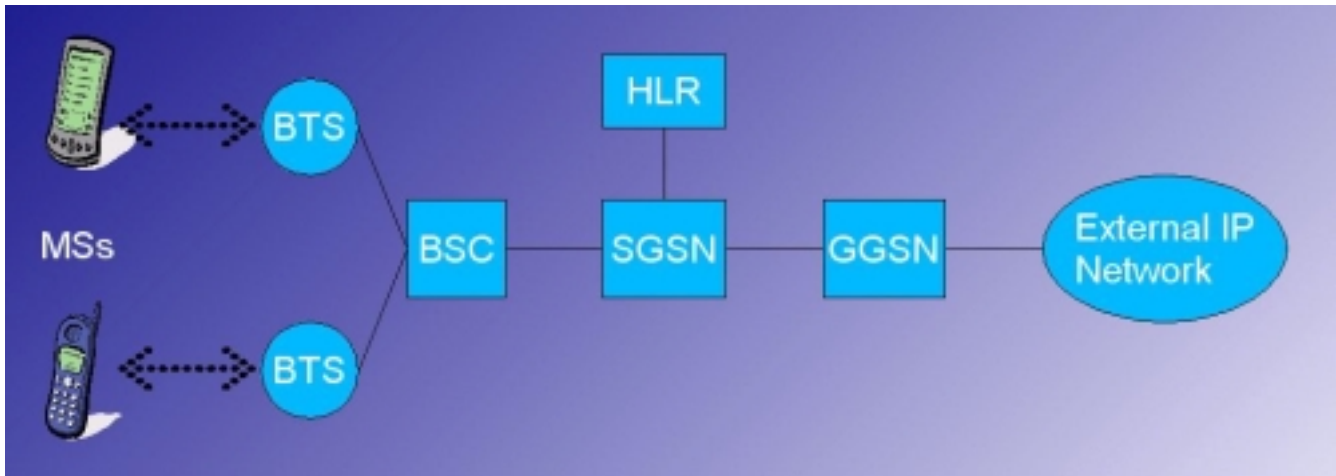 HLR
BTS
MSs
BSC
SGSN
GGSN
External IP
Network
BTS